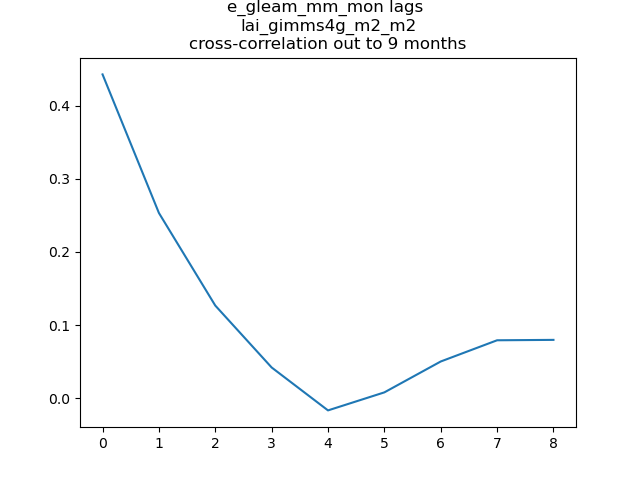 e_gleam_mm_mon lags
lai_gimms4g_m2_m2
cross-correlation out to 9 months
0.4
0.3
0.2
0.1
0.0
0 1 2 3 4 5 6 7 8